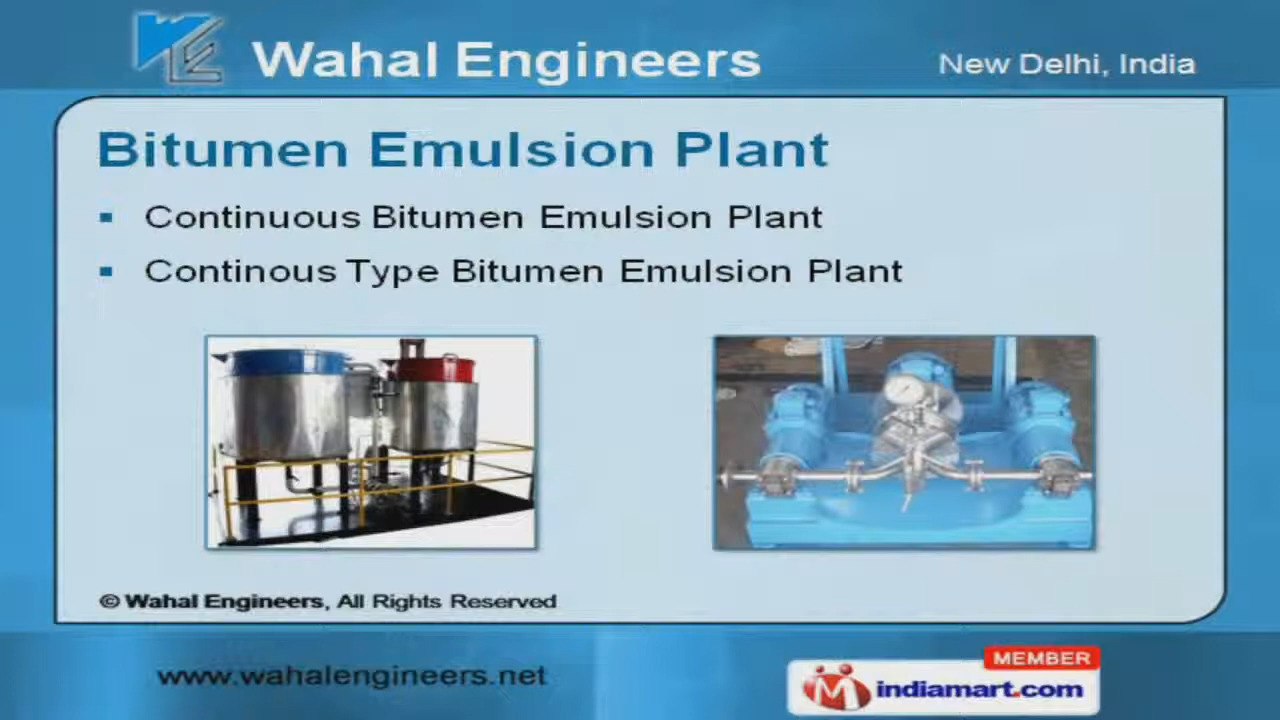 Wahal Engineers
New Delhi, India
Bitumen Emulsion Plant
▪ Continuous Bitumen Emulsion Plant
▪ Continous Type Bitumen Emulsion Plant
© Wahal Engineers, All Rights Reserved
www.wahalengineers.net
MEMBER
indiamart.com